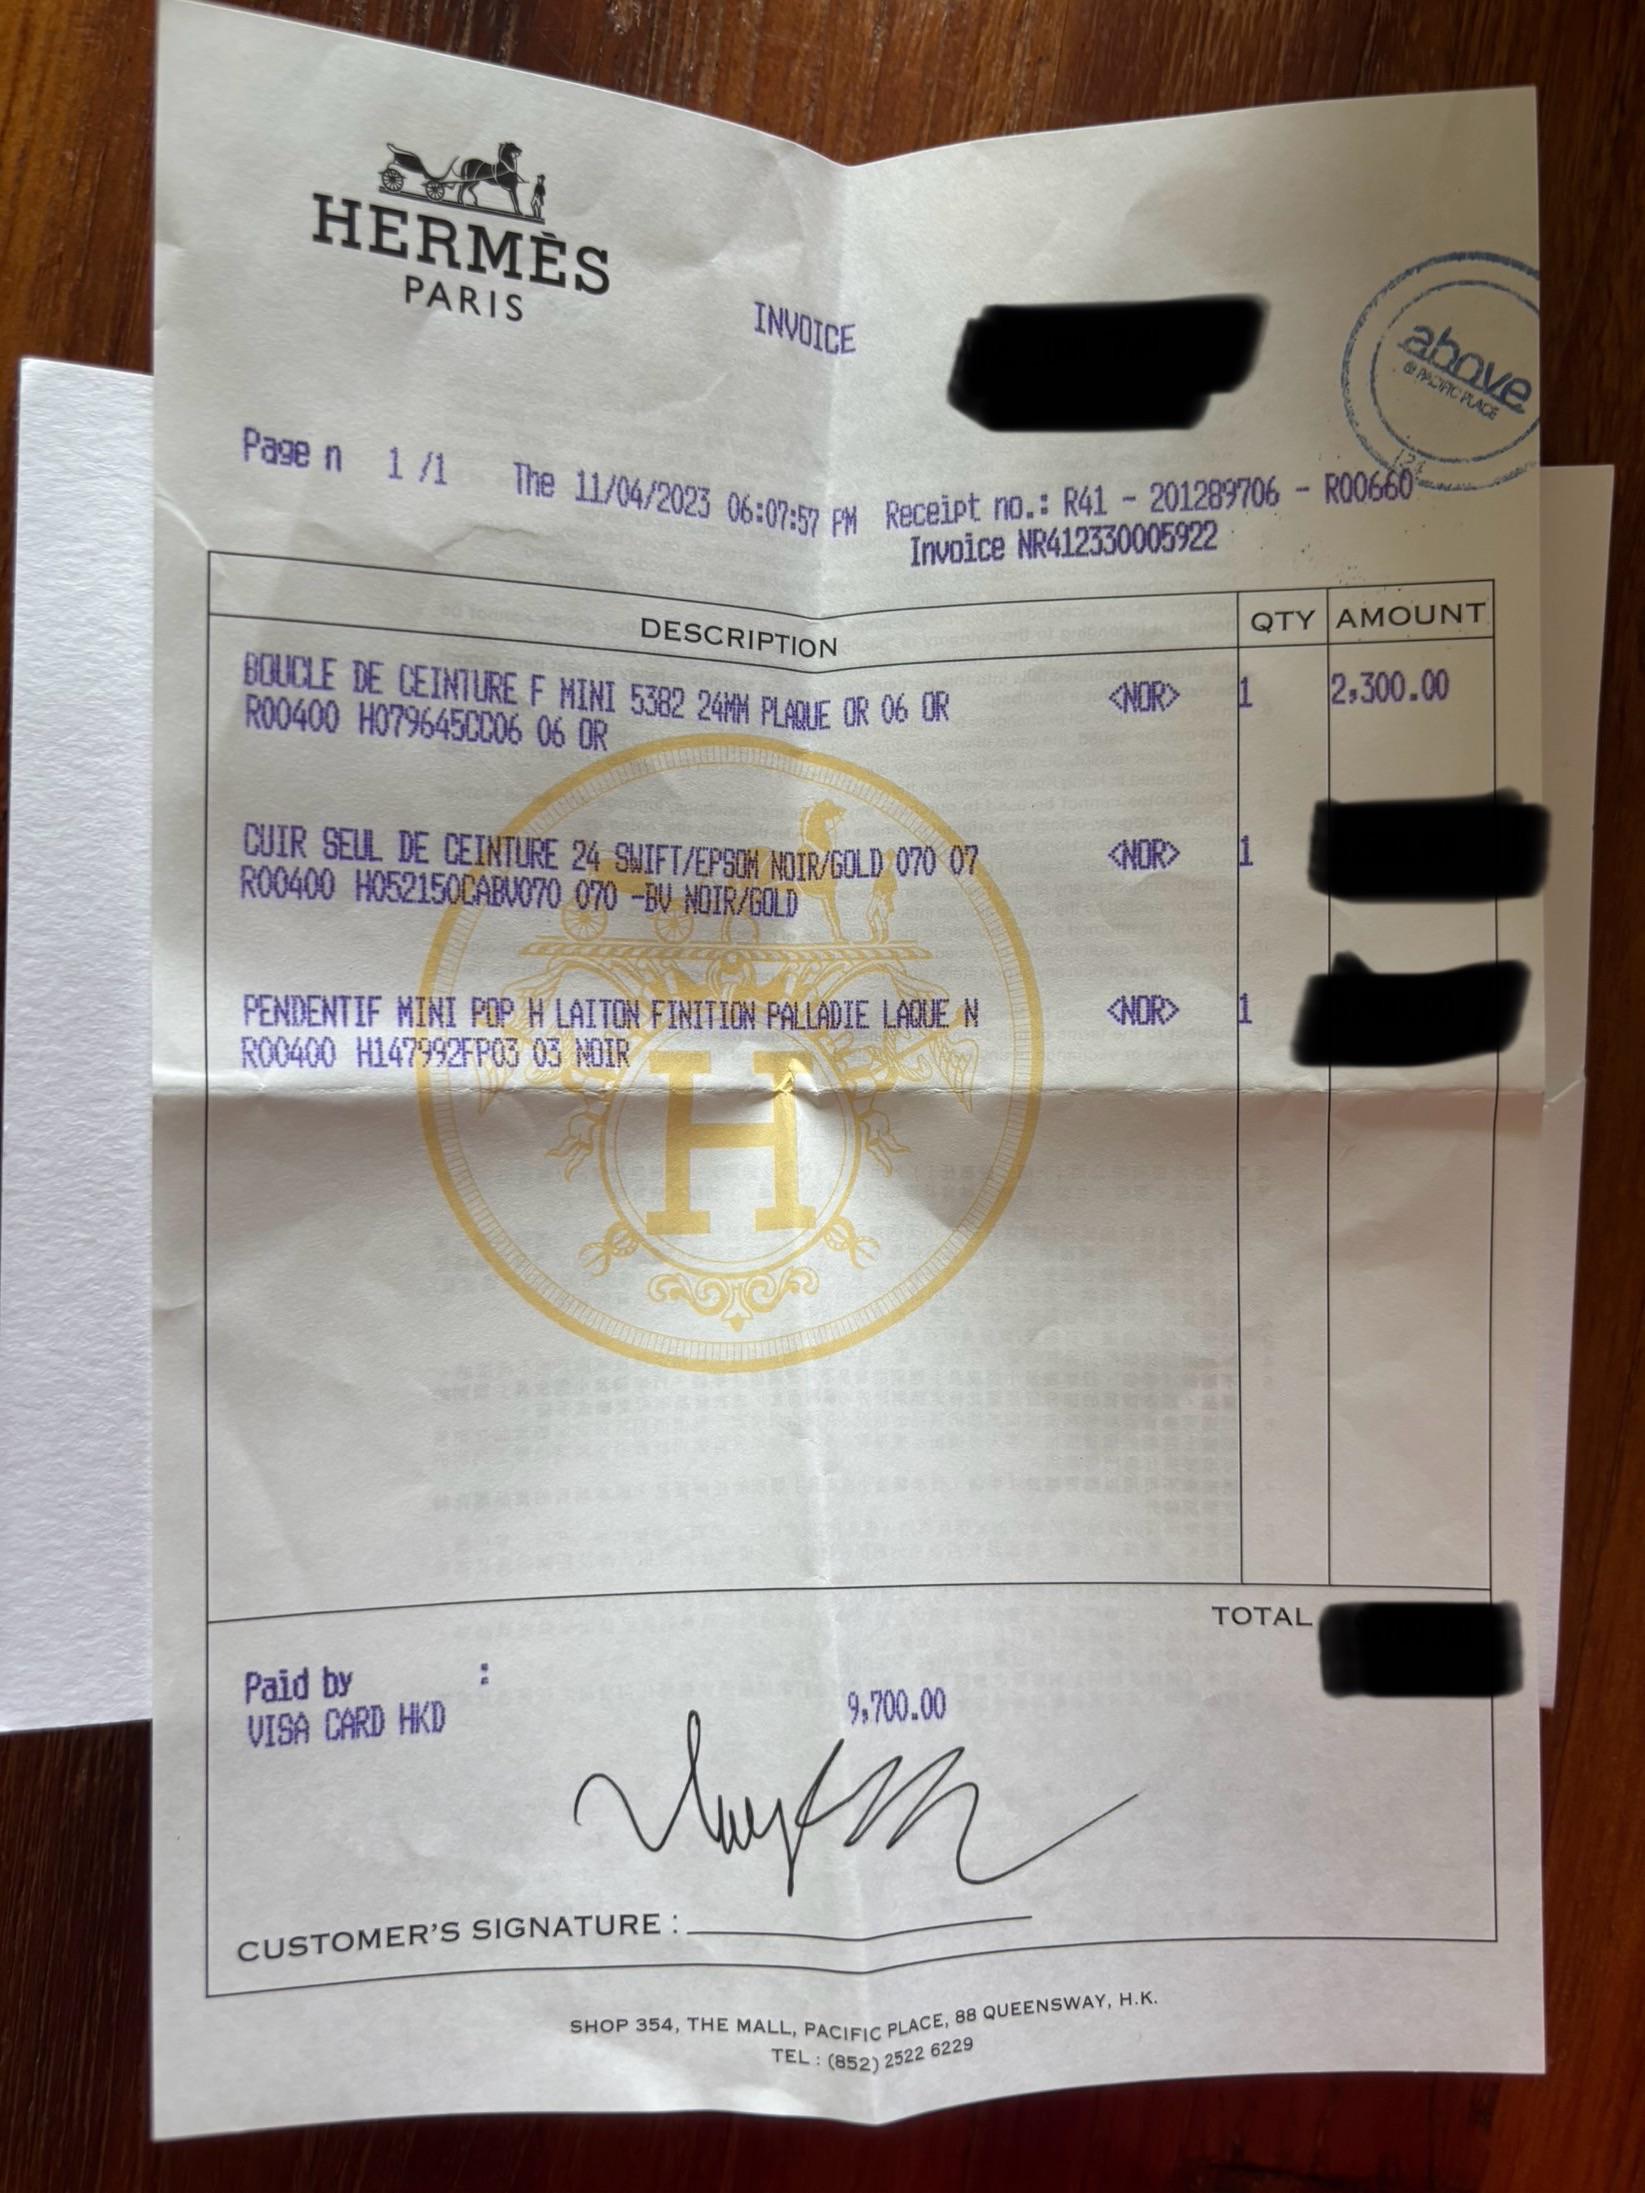 HERMÈS
PARIS
INVOICE
above
@ PACIFIC PLACE
Page n 1 /1 The 11/04/2023 06:07:57 PM Receipt no.: R41 - 201289706 - R00660
Invoice NR412330005922
DESCRIPTION QTY AMOUNT
BOUCLE DE CEINTURE F MINI 5382 24MM PLAQUE OR 06 OR <NOR> 1 2,300.00
R00400 H079645CC06 06 OR
CUIR SEUL DE CEINTURE 24 SWIFT/EPSOM NOIR/GOLD 070 07 <NOR> 1
R00400 H052150CABV070 070 -BV NOIR/GOLD
PENDENTIF MINI POP H LAITON FINITION PALLADIE LAQUE N <NOR> 1
R00400 H147992FP03 03 NOIR
H
TOTAL
Paid by :
VISA CARD HKD 9,700.00
CUSTOMER'S SIGNATURE :
SHOP 354, THE MALL, PACIFIC PLACE, 88 QUEENSWAY, H.K.
TEL : (852) 2522 6229